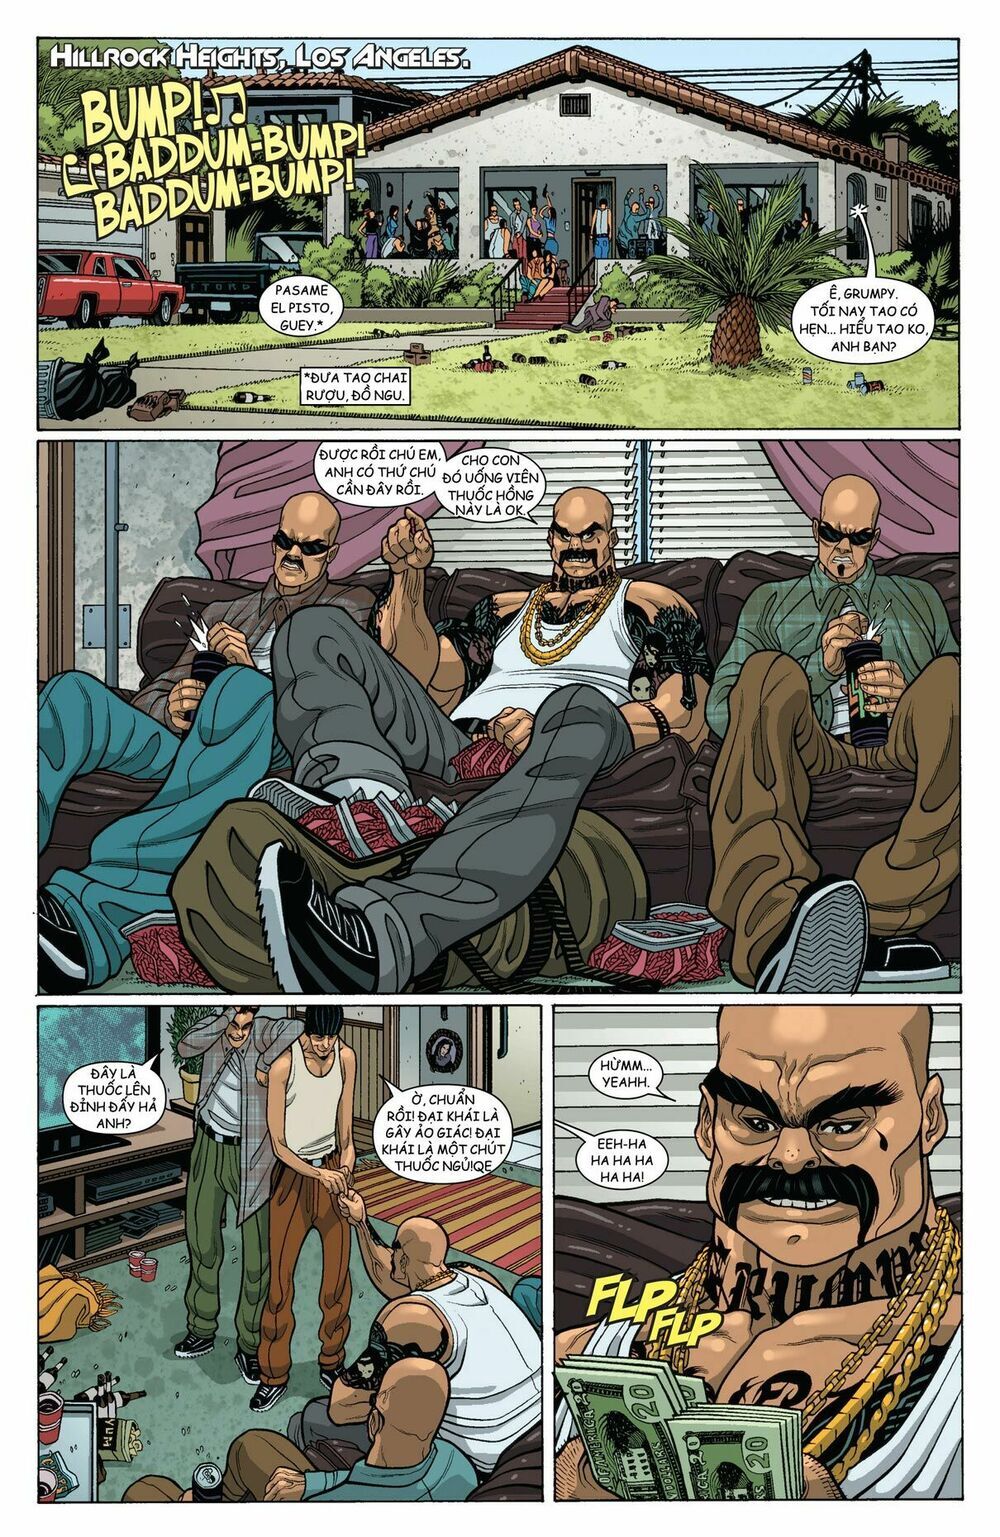 HILLROCK HEIGHTS, LOS ANGELES.
BUMP!♫
♫BADDUM-BUMP!
BADDUM-BUMP!
PASAME
EL PISTO,
GUEY.*
*ĐƯA TAO CHAI
RƯỢU, ĐỒ NGU.
Ê, GRUMPY.
TỐI NAY TAO CÓ
HẸN... HIỂU TAO KO,
ANH BẠN?
ĐƯỢC RỒI CHÚ EM,
ANH CÓ THỨ CHÚ
CẦN ĐÂY RỒI.
CHO CON
ĐÓ UỐNG VIÊN
THUỐC HỒNG
NÀY LÀ OK.
ĐÂY LÀ
THUỐC LÊN
ĐỈNH ĐẤY HẢ
ANH?
Ờ, CHUẨN
RỒI! ĐẠI KHÁI LÀ
GÂY ẢO GIÁC! ĐẠI
KHÁI LÀ MỘT CHÚT
THUỐC NGỦ!QE
YUM
HỪMM...
YEAHH.
EEH-HA
HA HA HA
HA HA!
FLP
FLP
20
20
20